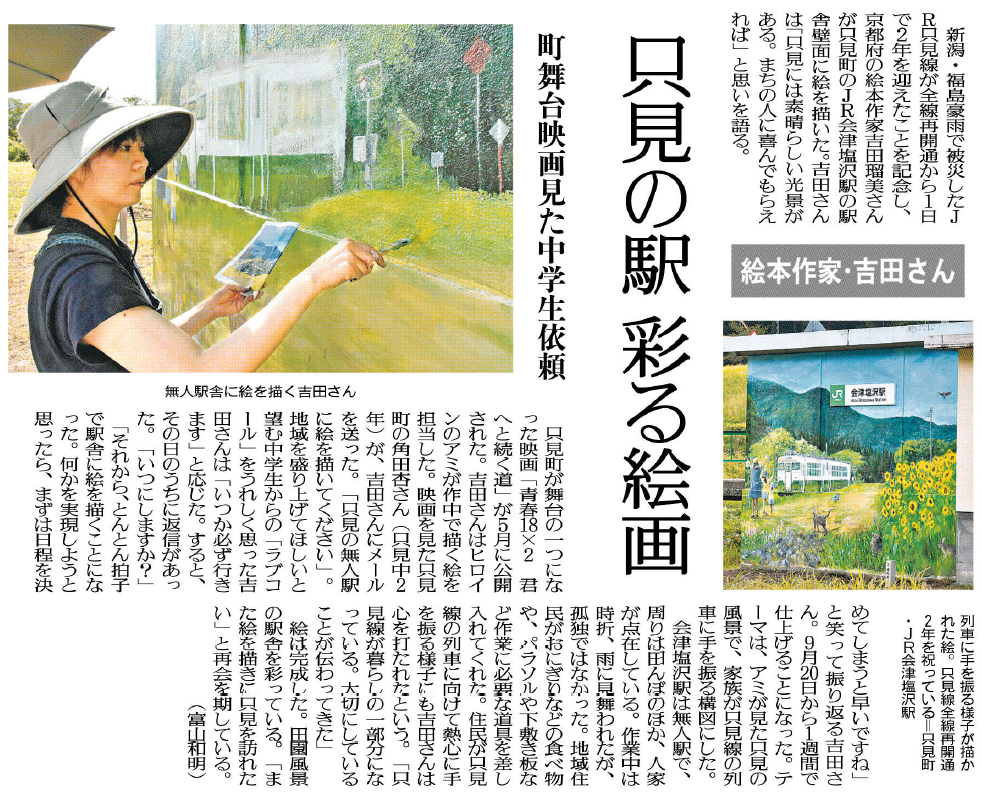 只見の駅 彩る絵画
町舞台映画見た中学生依頼
絵本作家・吉田さん
　新潟・福島豪雨で被災したJ
R只見線が全線再開通から1日
で2年を迎えたことを記念し、
京都府の絵本作家吉田瑠美さん
が只見町のJR会津塩沢駅の駅
舎壁面に絵を描いた。吉田さん
は「只見には素晴らしい光景が
ある。まちの人に喜んでもらえ
れば」と思いを語る。
無人駅舎に絵を描く吉田さん
　只見町が舞台の一つにな
った映画「青春18×2　君
へと続く道」が5月に公開
された。吉田さんはヒロイ
ンのアミが作中で描く絵を
担当した。映画を見た只見
町の角田杏さん（只見中2
年）が、吉田さんにメール
を送った。「只見の無人駅
に絵を描いてください」。
地域を盛り上げてほしいと
望む中学生からの「ラブコ
ール」をうれしく思った吉
田さんは「いつか必ず行き
ます」と応じた。すると、
その日のうちに返信があっ
た。「いつにしますか？」
　「それから、とんとん拍子
で駅舎に絵を描くことにな
った。何かを実現しようと
思ったら、まずは日程を決
めてしまうと早いですね」
と笑って振り返る吉田さ
ん。9月20日から1週間で
仕上げることになった。テ
ーマは、アミが見た只見の
風景で、家族が只見線の列
車に手を振る構図にした。
　会津塩沢駅は無人駅で、
周りは田んぼのほか、人家
が点在している。作業中は
時折、雨に見舞われたが、
孤独ではなかった。地域住
民がおにぎりなどの食べ物
や、パラソルや下敷き板な
ど作業に必要な道具を差し
入れてくれた。住民が只見
線の列車に向けて熱心に手
を振る様子にも吉田さんは
心を打たれたという。「只
見線が暮らしの一部分にな
っている。大切にしている
ことが伝わってきた」
　絵は完成した。田園風景
の駅舎を彩っている。「ま
た絵を描きに只見を訪れた
い」と再会を期している。
（富山和明）
列車に手を振る様子が描か
れた絵。只見線全線再開通
2年を祝っている＝只見町
・JR会津塩沢駅
JR 会津塩沢駅
Aizu-Shiozawa Station